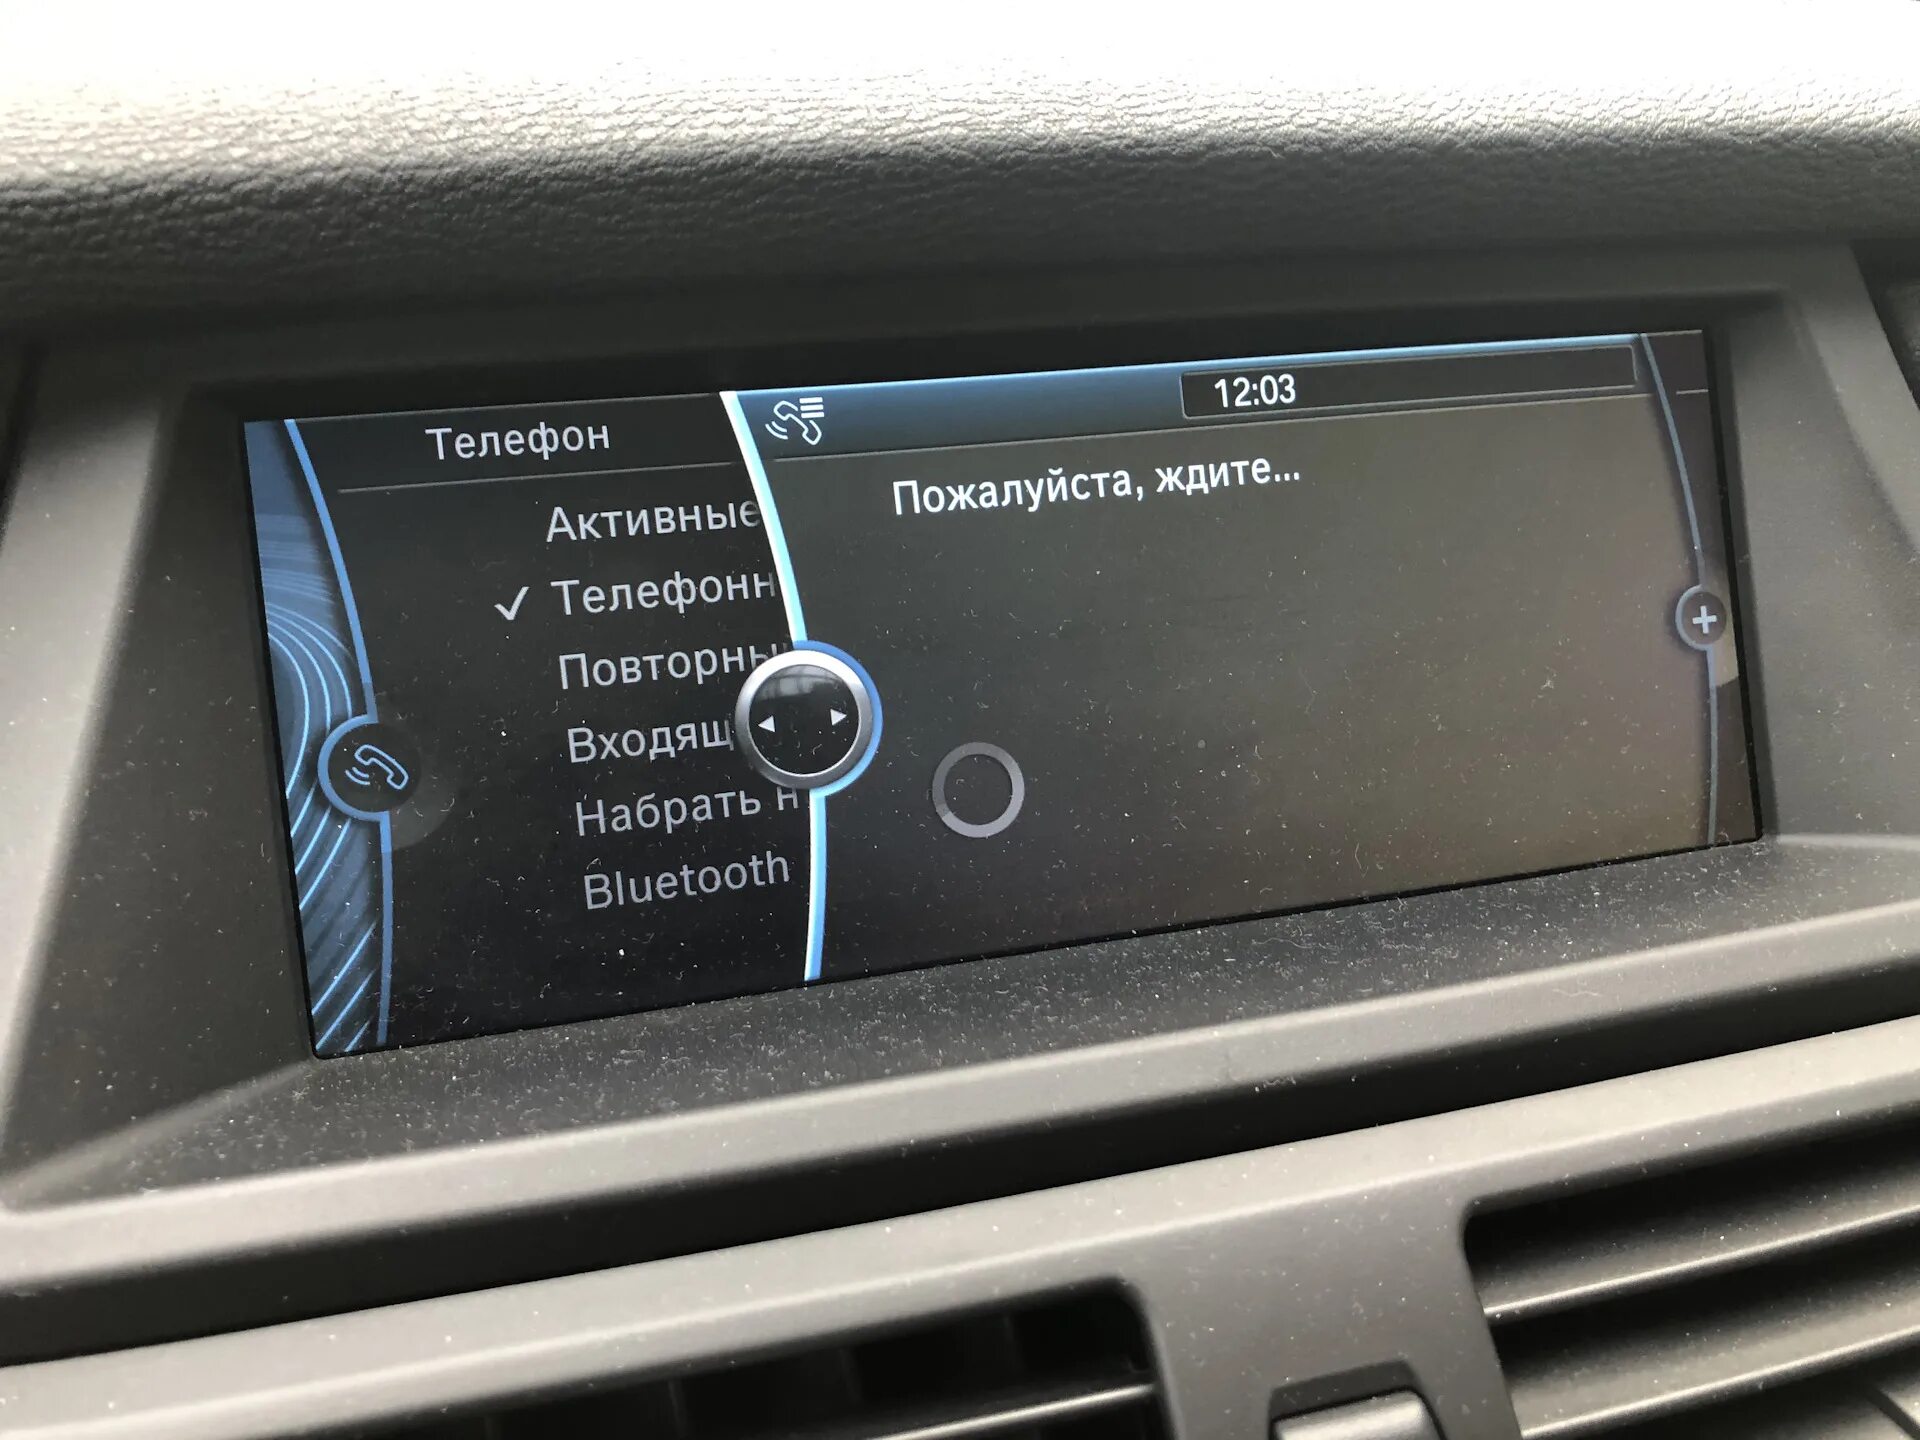 Телефон
12:03
Активные
Телефонн
Повторны
Входящ
Набрать н
Bluetooth
Пожалуйста, ждите...